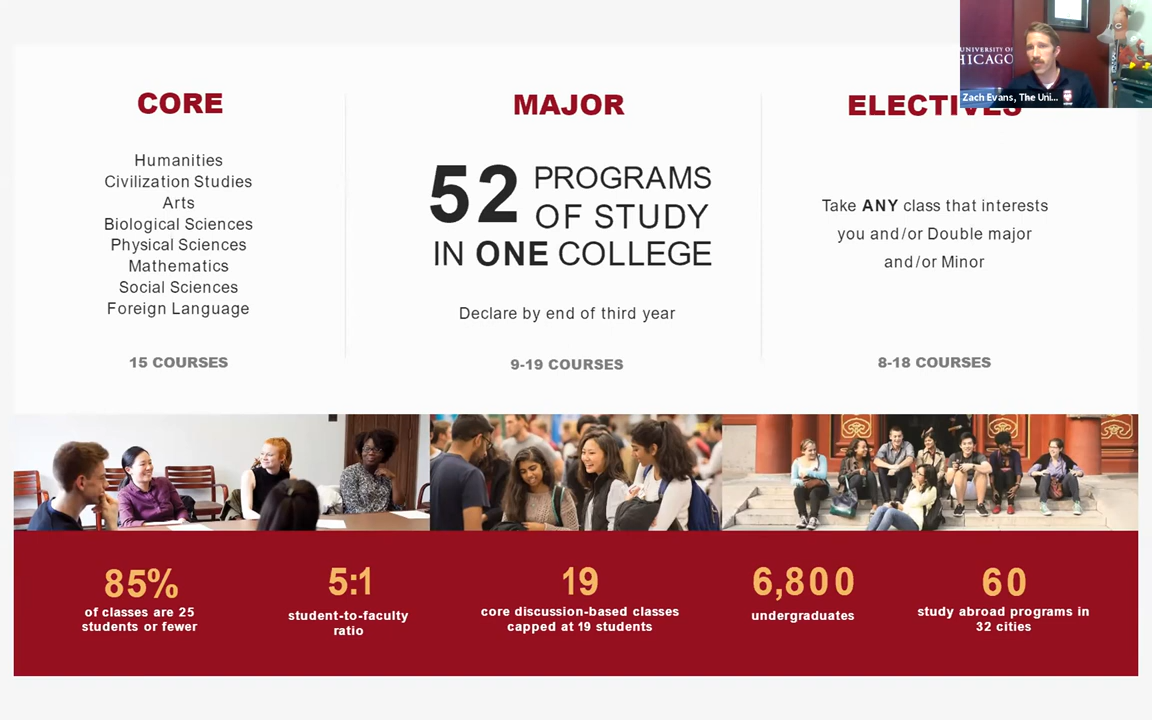 CORE
Humanities
Civilization Studies
Arts
Biological Sciences
Physical Sciences
Mathematics
Social Sciences
Foreign Language
15 COURSES
MAJOR
52 PROGRAMS
OF STUDY
IN ONE COLLEGE
Declare by end of third year
9-19 COURSES
ELECTIVES
Take ANY class that interests
you and/or Double major
and/or Minor
8-18 COURSES
UNIVERSITY OF
HICAGO
Zach Evans, The Uni...
85%
of classes are 25
students or fewer
5:1
student-to-faculty
ratio
19
core discussion-based classes
capped at 19 students
6,800
undergraduates
60
study abroad programs in
32 cities